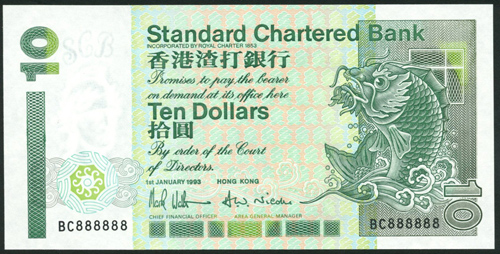 10
SCB
Standard Chartered Bank
INCORPORATED BY ROYAL CHARTER 1853
香港渣打銀行
Promises to pay the bearer
on demand at its office here
Ten Dollars
拾圓
By order of the Court
of Directors.
1ST JANUARY 1993 HONG KONG
CHIEF FINANCIAL OFFICER AREA GENERAL MANAGER
BC888888
BC888888
10